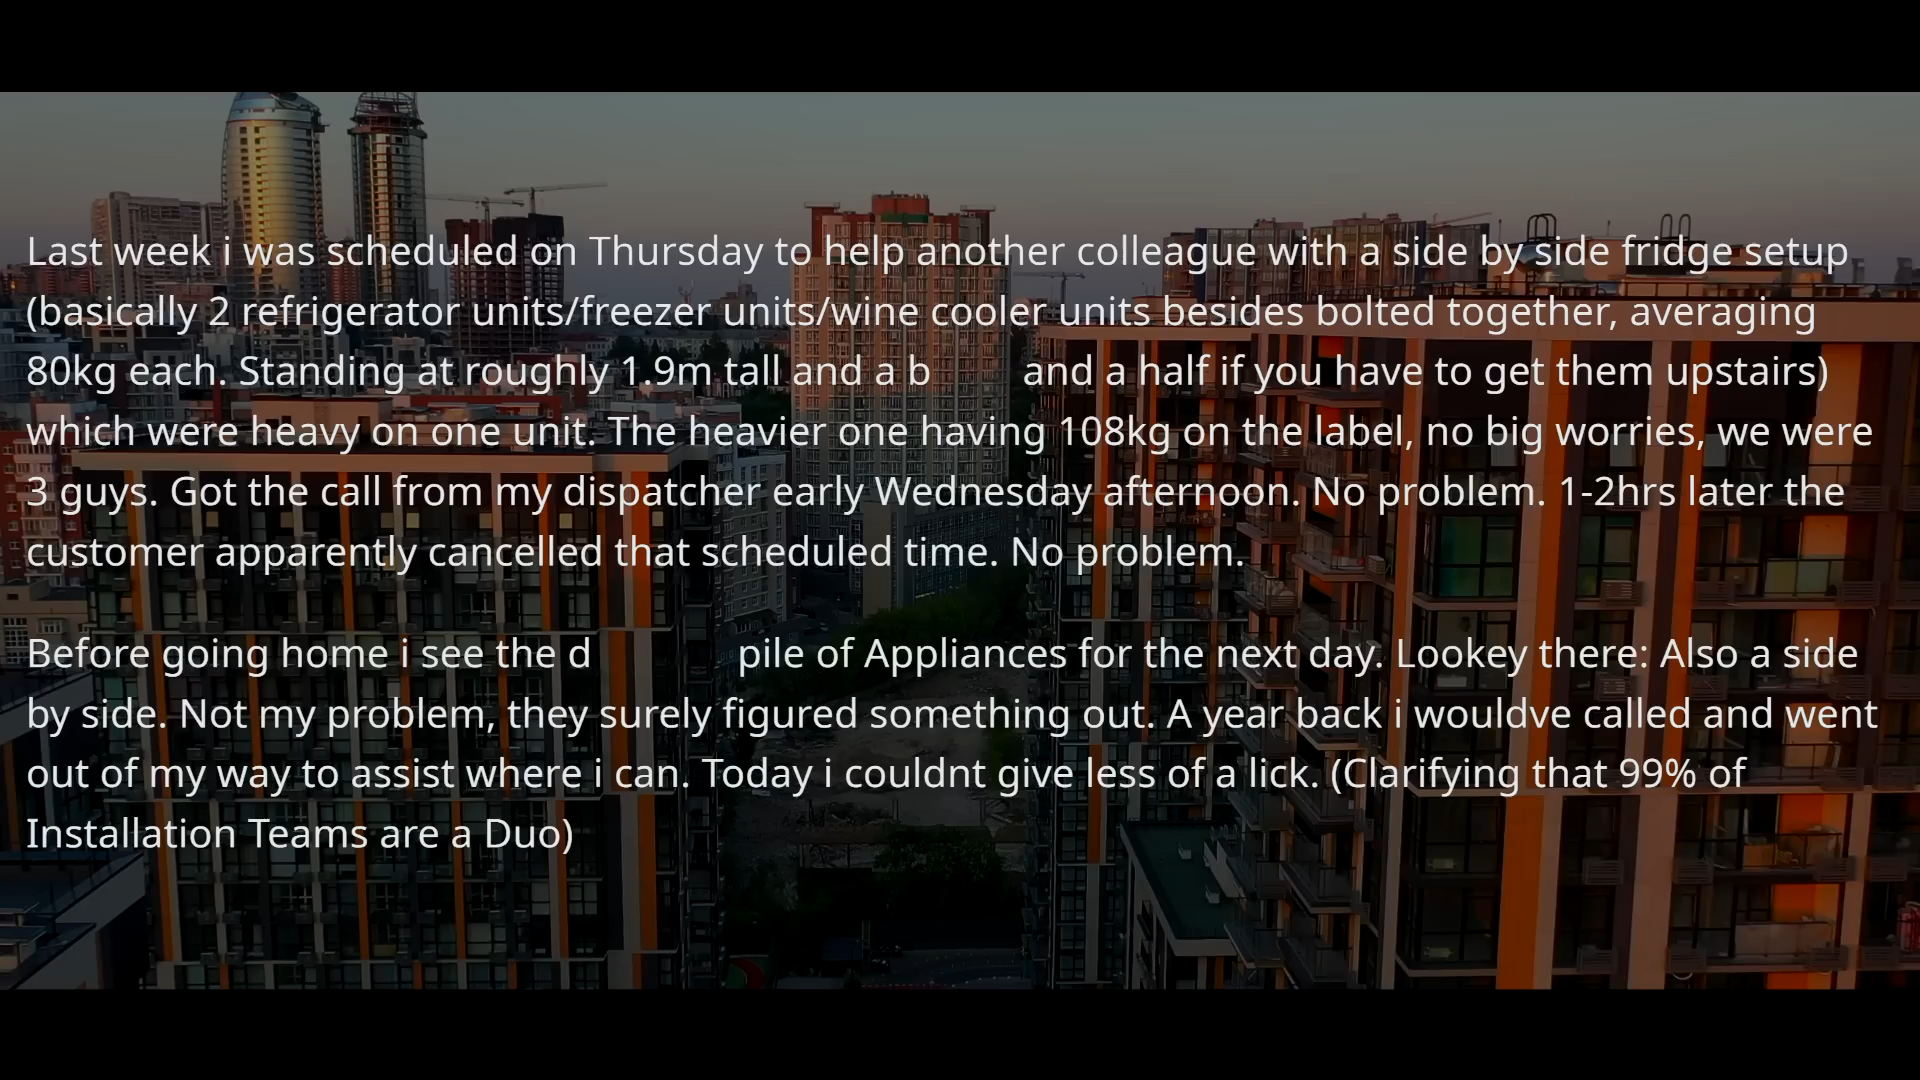 Last week i was scheduled on Thursday to help another colleague with a side by side fridge setup
(basically 2 refrigerator units/freezer units/wine cooler units besides bolted together, averaging
80kg each. Standing at roughly 1.9m tall and a b and a half if you have to get them upstairs)
which were heavy on one unit. The heavier one having 108kg on the label, no big worries, we were
3 guys. Got the call from my dispatcher early Wednesday afternoon. No problem. 1-2hrs later the
customer apparently cancelled that scheduled time. No problem.
Before going home i see the d pile of Appliances for the next day. Lookey there: Also a side
by side. Not my problem, they surely figured something out. A year back i wouldve called and went
out of my way to assist where i can. Today i couldnt give less of a lick. (Clarifying that 99% of
Installation Teams are a Duo)